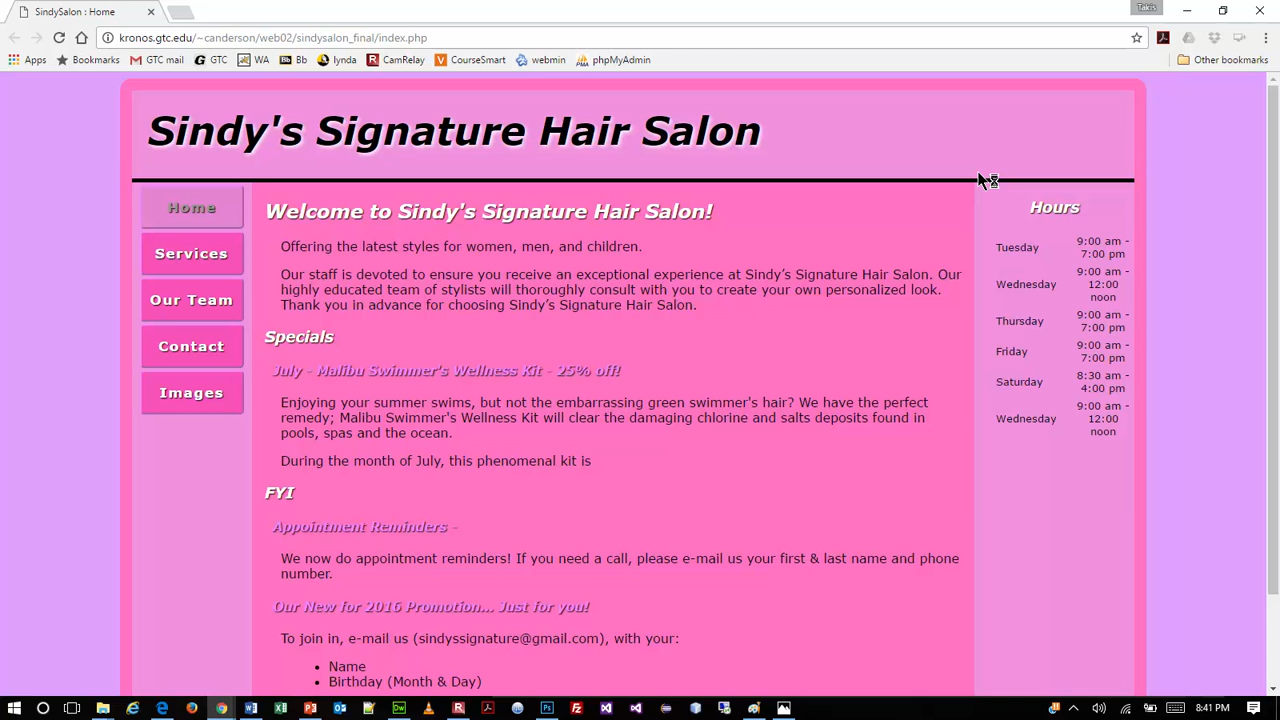 SindySalon : Home
Takis
kronos.gtc.edu/~canderson/web02/sindysalon_final/index.php
Apps
Bookmarks
GTC mail
G GTC
WA
Bb Bb
lynda
R CamRelay
V CourseSmart
webmin
PMA phpMyAdmin
Other bookmarks
Sindy's Signature Hair Salon
Home
Services
Our Team
Contact
Images
Welcome to Sindy's Signature Hair Salon!
Offering the latest styles for women, men, and children.
Our staff is devoted to ensure you receive an exceptional experience at Sindy’s Signature Hair Salon. Our
highly educated team of stylists will thoroughly consult with you to create your own personalized look.
Thank you in advance for choosing Sindy’s Signature Hair Salon.
Specials
July - Malibu Swimmer's Wellness Kit - 25% off!
Enjoying your summer swims, but not the embarrassing green swimmer's hair? We have the perfect
remedy; Malibu Swimmer's Wellness Kit will clear the damaging chlorine and salts deposits found in
pools, spas and the ocean.
During the month of July, this phenomenal kit is
FYI
Appointment Reminders –
We now do appointment reminders! If you need a call, please e-mail us your first & last name and phone
number.
Our New for 2016 Promotion... Just for you!
To join in, e-mail us (sindyssignature@gmail.com), with your:
• Name
• Birthday (Month & Day)
Hours
Tuesday 9:00 am -
7:00 pm
Wednesday 9:00 am -
12:00
noon
Thursday 9:00 am -
7:00 pm
Friday 9:00 am -
7:00 pm
Saturday 8:30 am -
4:00 pm
Wednesday 9:00 am -
12:00
noon
8:41 PM